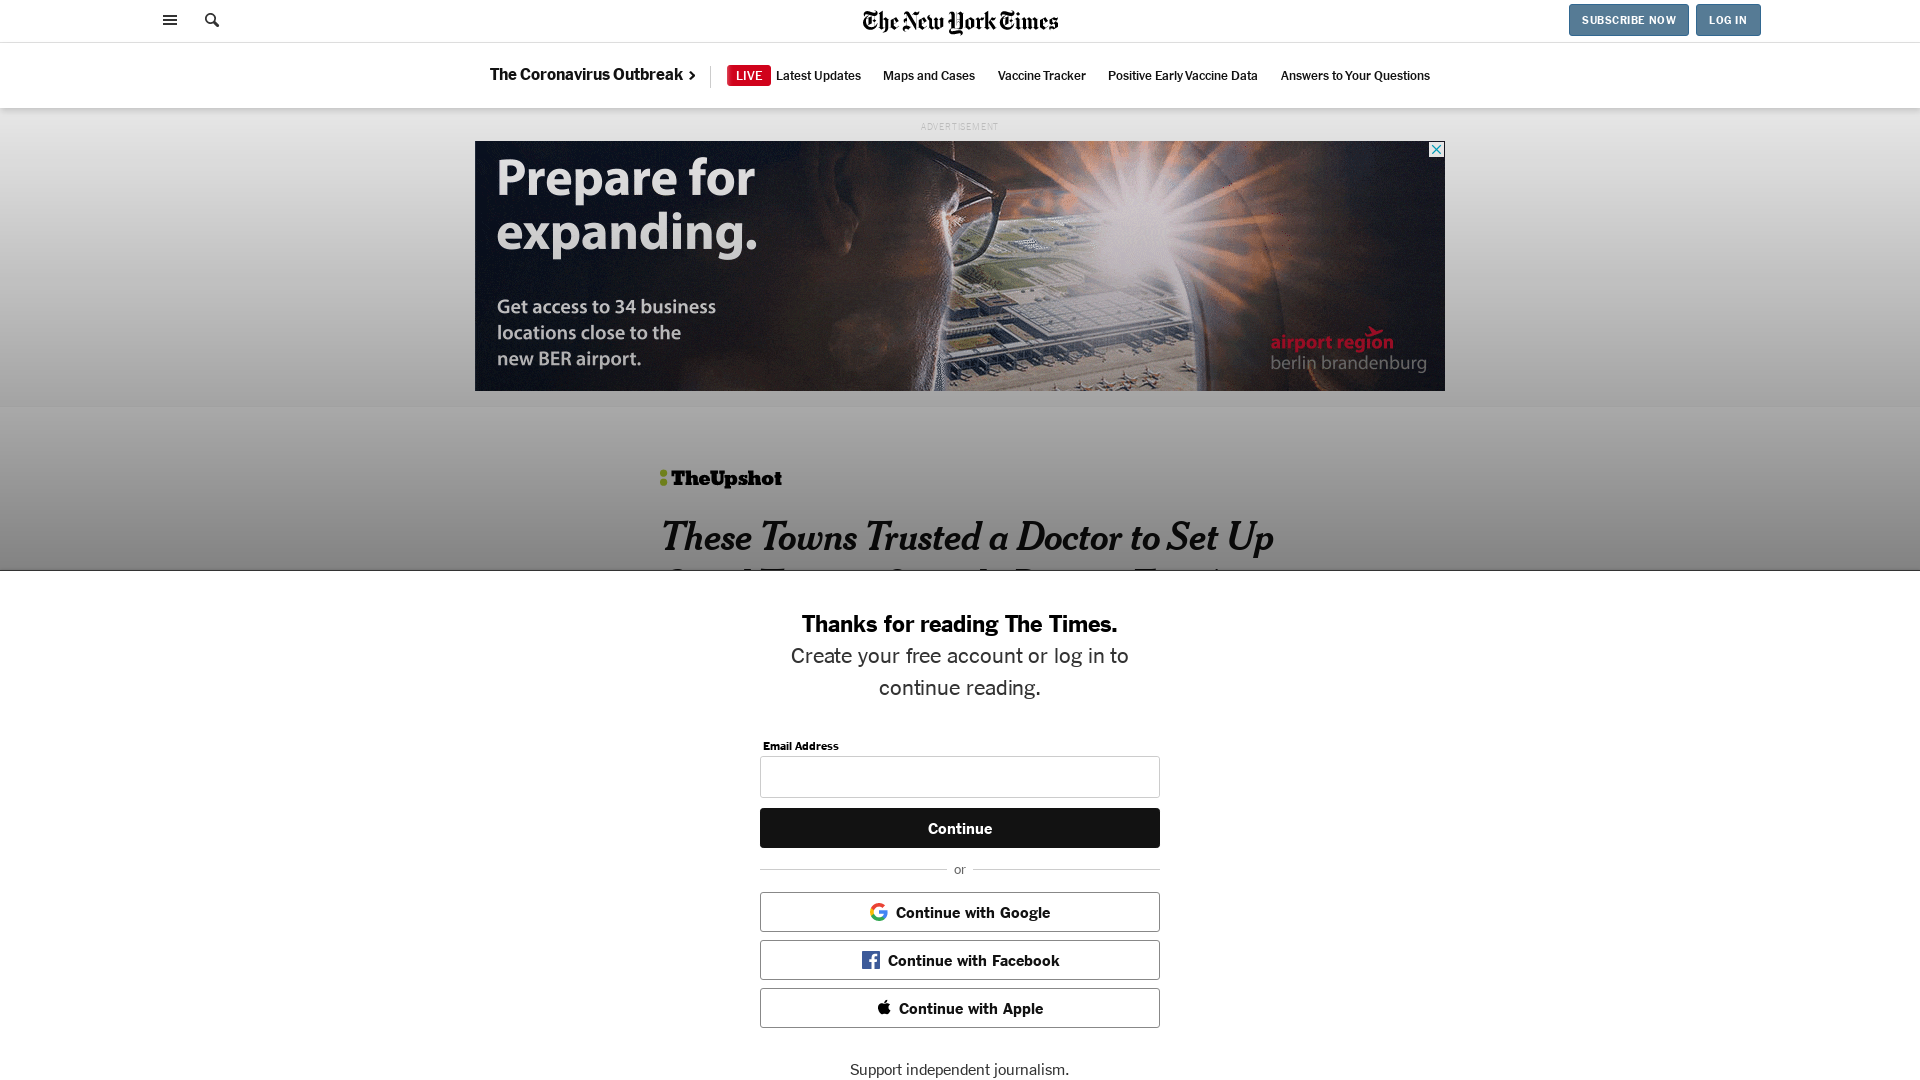 The New York Times
SUBSCRIBE NOW
LOG IN
The Coronavirus Outbreak
LIVE Latest Updates
Maps and Cases
Vaccine Tracker
Positive Early Vaccine Data
Answers to Your Questions
ADVERTISEMENT
Prepare for
expanding.
Get access to 34 business
locations close to the
new BER airport.
airport region
berlin brandenburg
TheUpshot
These Towns Trusted a Doctor to Set Up
Thanks for reading The Times.
Create your free account or log in to
continue reading.
Email Address
Continue
or
Continue with Google
Continue with Facebook
Continue with Apple
Support independent journalism.